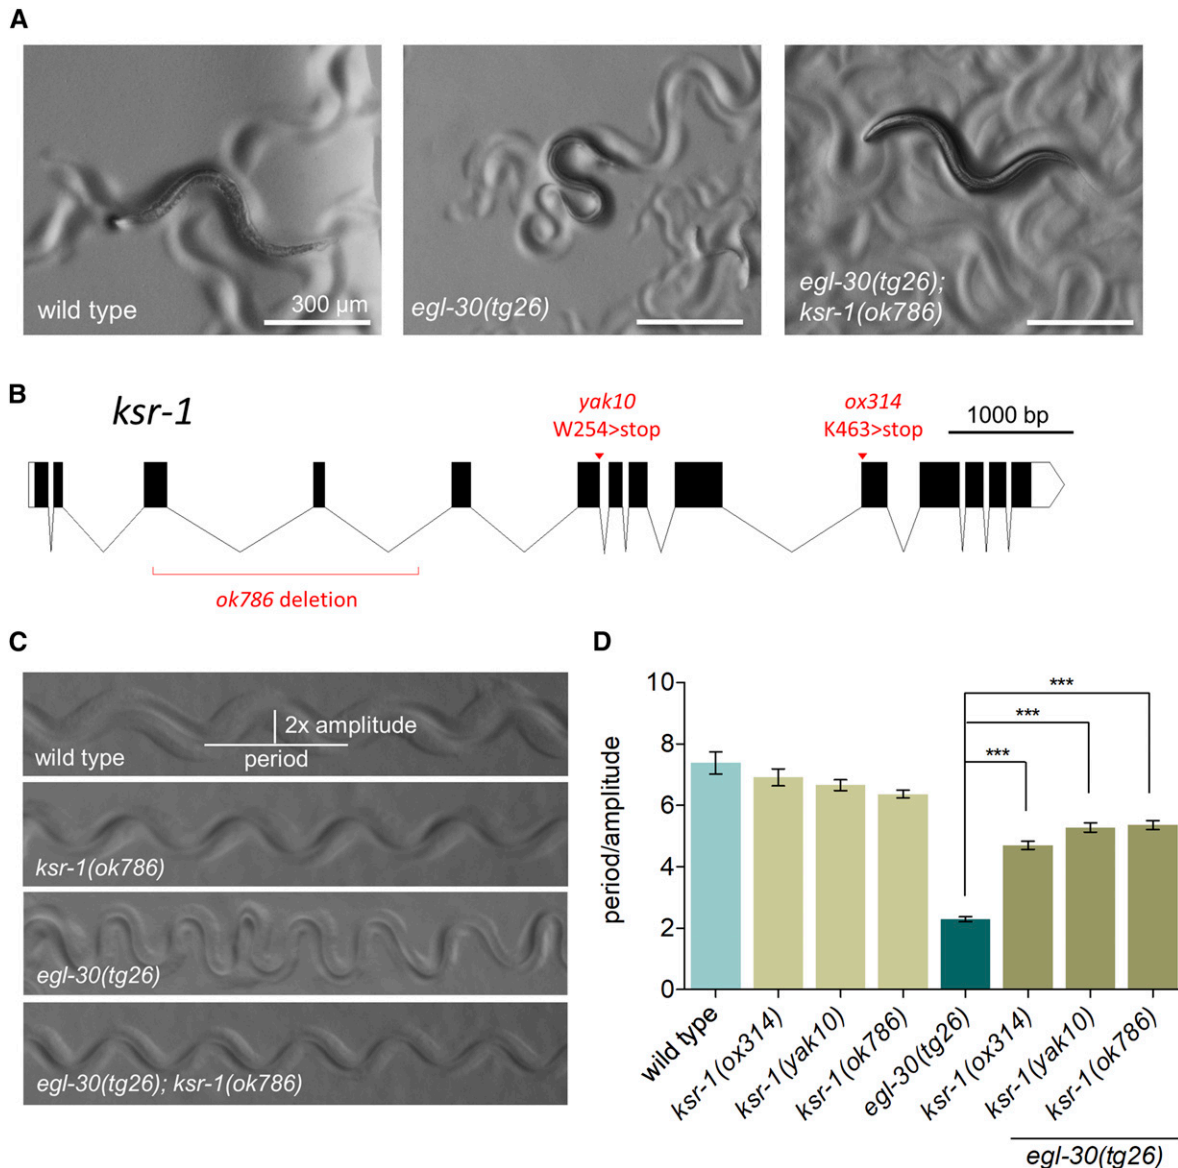 A
wild type
300 µm
egl-30(tg26)
egl-30(tg26);
ksr-1(ok786)
B
ksr-1
yak10
W254>stop
ox314
K463>stop
1000 bp
ok786 deletion
C
2x amplitude
period
wild type
ksr-1(ok786)
egl-30(tg26)
egl-30(tg26); ksr-1(ok786)
D
10
8
6
4
2
0
period/amplitude
***
***
***
wild type
ksr-1(ox314)
ksr-1(yak10)
ksr-1(ok786)
egl-30(tg26)
ksr-1(ox314)
ksr-1(yak10)
ksr-1(ok786)
egl-30(tg26)